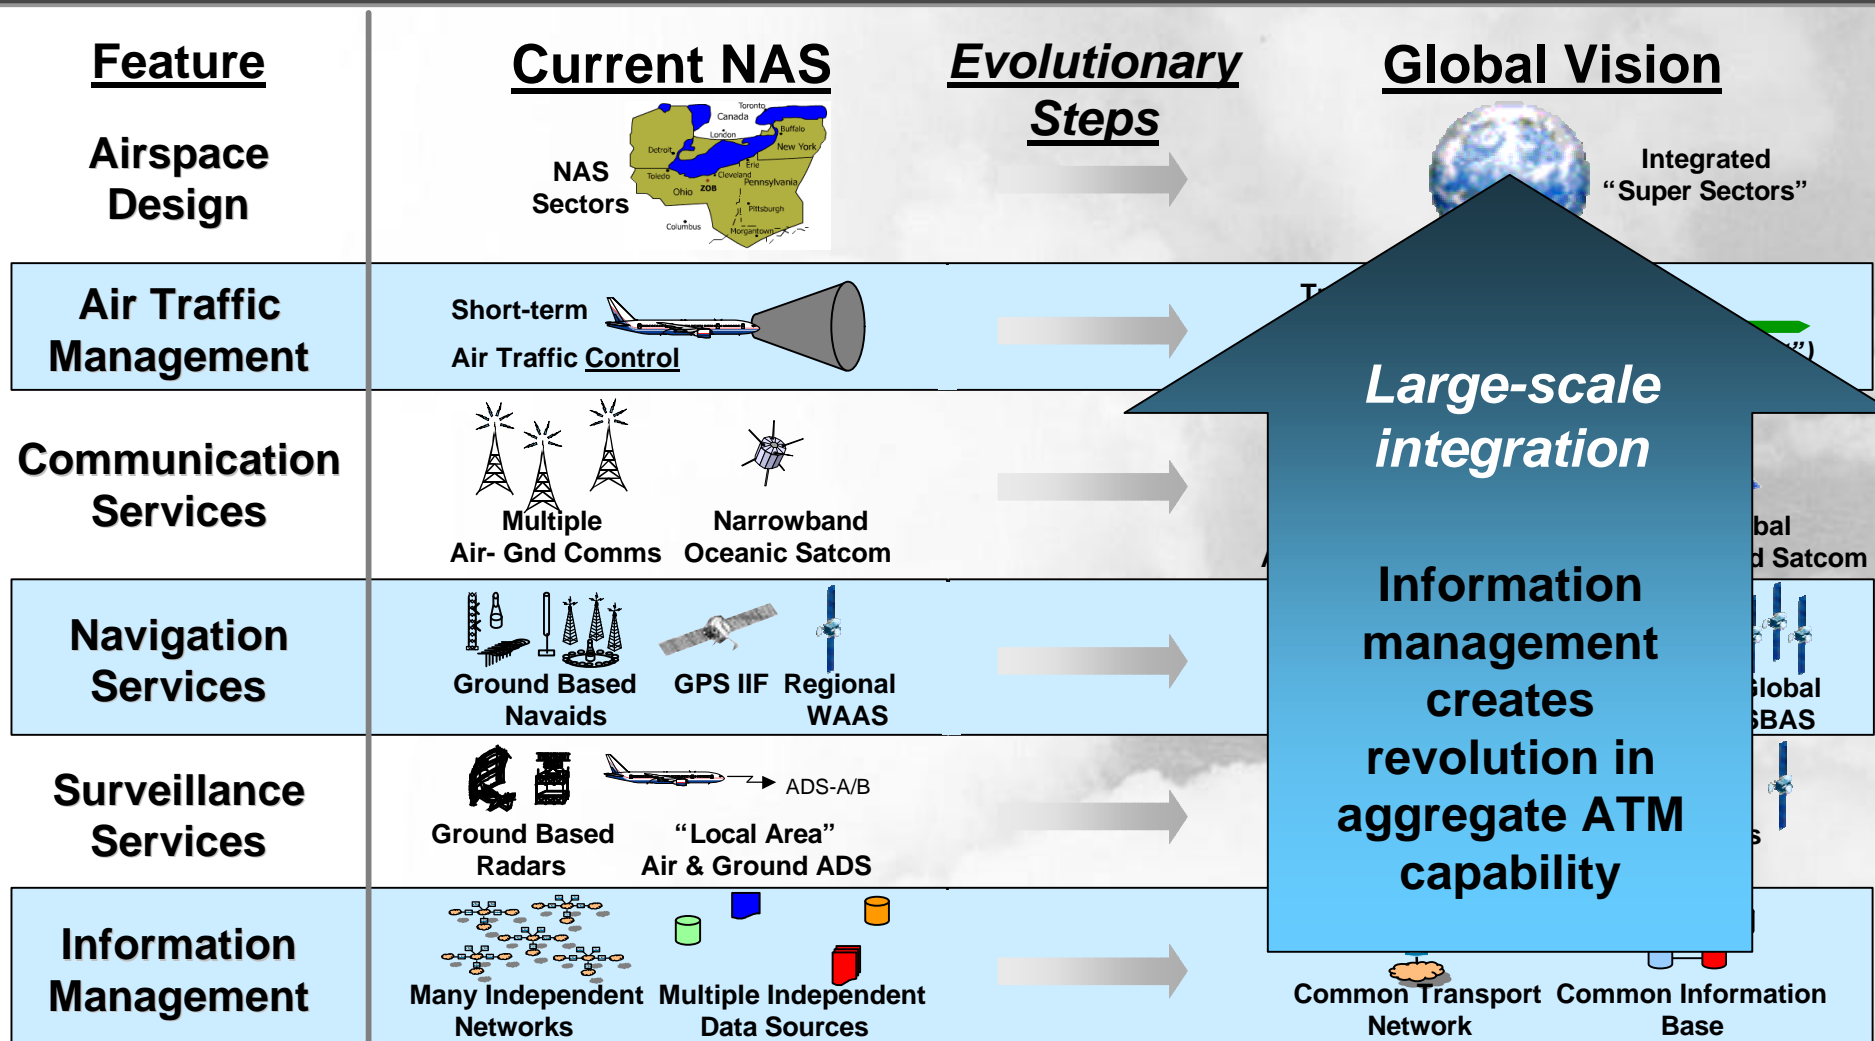 Feature
Current NAS
Evolutionary
Steps
Global Vision
Airspace
Design
NAS
Sectors
Toronto
Canada
London
Buffalo
Detroit
New York
Erie
Toledo
Cleveland
Ohio
ZOB
Pennsylvania
Pittsburgh
Columbus
Morgantown
Integrated
“Super Sectors”
Air Traffic
Management
Short-term
Air Traffic Control
Communication
Services
Multiple
Air- Gnd Comms
Narrowband
Oceanic Satcom
Satcom
Navigation
Services
Ground Based
Navaids
GPS IIF
Regional
WAAS
Global
SBAS
Surveillance
Services
ADS-A/B
Ground Based
Radars
“Local Area”
Air & Ground ADS
Information
Management
Many Independent
Networks
Multiple Independent
Data Sources
Common Transport
Network
Common Information
Base
Large-scale
integration
Information
management
creates
revolution in
aggregate ATM
capability